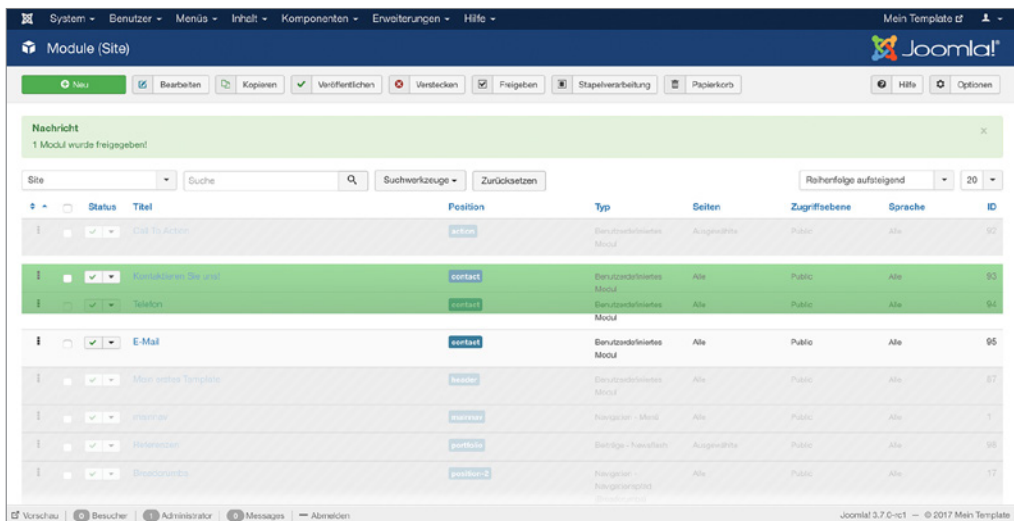 System Benutzer Menüs Inhalt Komponenten Erweiterungen Hilfe Mein Template
Module (Site) Joomla!®
Neu Bearbeiten Kopieren Veröffentlichen Verstecken Freigeben Stapelverarbeitung Papierkorb Hilfe Optionen
Nachricht ×
1 Modul wurde freigegeben!
Site Suche Suchwerkzeuge Zurücksetzen Reihenfolge aufsteigend 20
Status Titel Position Typ Seiten Zugriffsebene Sprache ID
Call To Action action Benutzerdefiniertes Ausgewählte Public Alle 92
Modul
Kontaktieren Sie uns! contact Benutzerdefiniertes Alle Public Alle 93
Modul
Telefon contact Benutzerdefiniertes Alle Public Alle 94
Modul
E-Mail contact Benutzerdefiniertes Alle Public Alle 95
Modul
Mein erstes Template header Benutzerdefiniertes Alle Public Alle 87
Modul
mainnav Navigation - Menü Alle Public Alle 1
Referenzen portfolio Beiträge - Newsflash Ausgewählte Public Alle 98
Breadcrumbs position-2 Navigation - Alle Public Alle 17
Navigationspfad
Vorschau 0 Besucher 1 Administrator 0 Messages Abmelden Joomla! 3.7.0-rc1 — © 2017 Mein Template